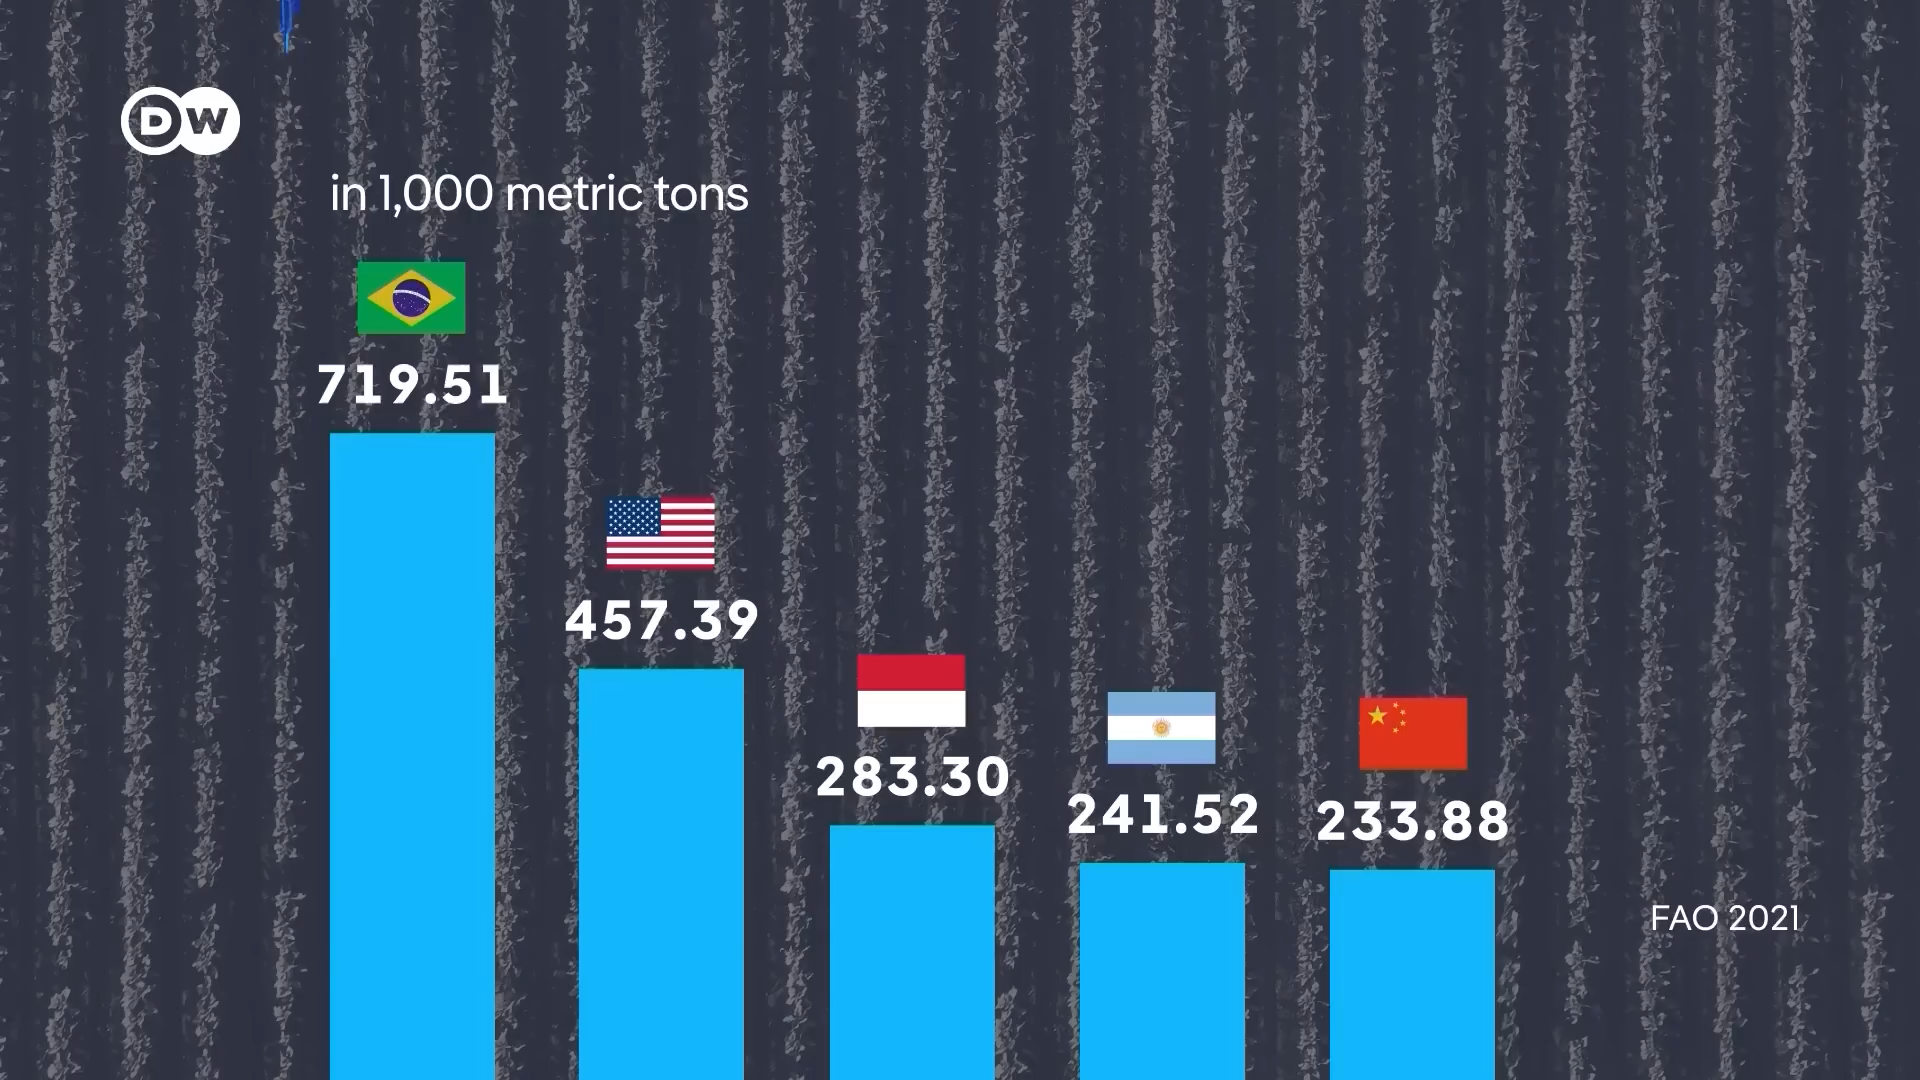 DW
in 1,000 metric tons
719.51
457.39
283.30
241.52
233.88
FAO 2021